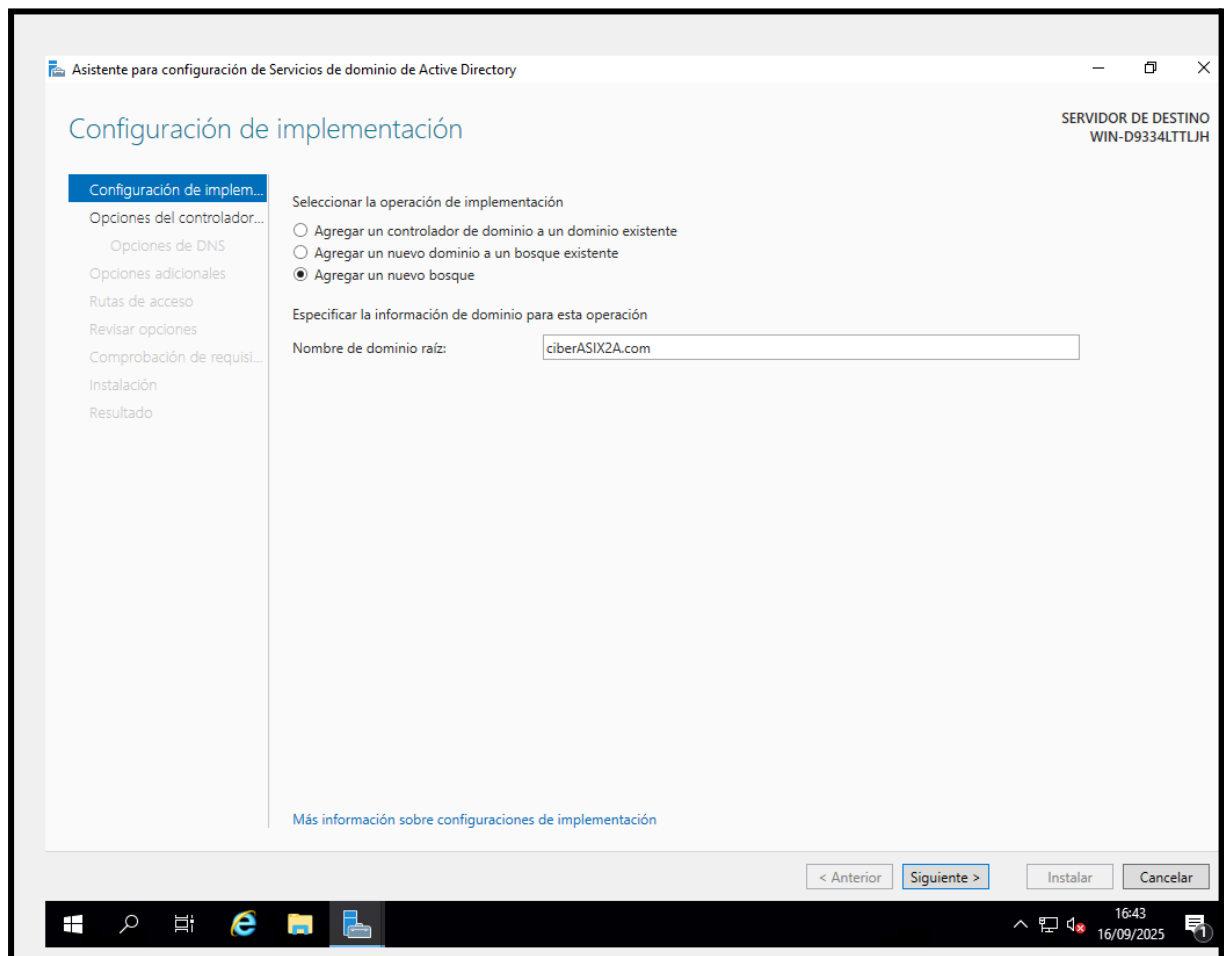 Asistente para configuración de Servicios de dominio de Active Directory
Configuración de implementación
SERVIDOR DE DESTINO
WIN-D9334LTTLJH
Configuración de implem...
Opciones del controlador...
Opciones de DNS
Opciones adicionales
Rutas de acceso
Revisar opciones
Comprobación de requisi...
Instalación
Resultado
Seleccionar la operación de implementación
Agregar un controlador de dominio a un dominio existente
Agregar un nuevo dominio a un bosque existente
Agregar un nuevo bosque
Especificar la información de dominio para esta operación
Nombre de dominio raíz: ciberASIX2A.com
Más información sobre configuraciones de implementación
< Anterior Siguiente > Instalar Cancelar
16:43
16/09/2025
1